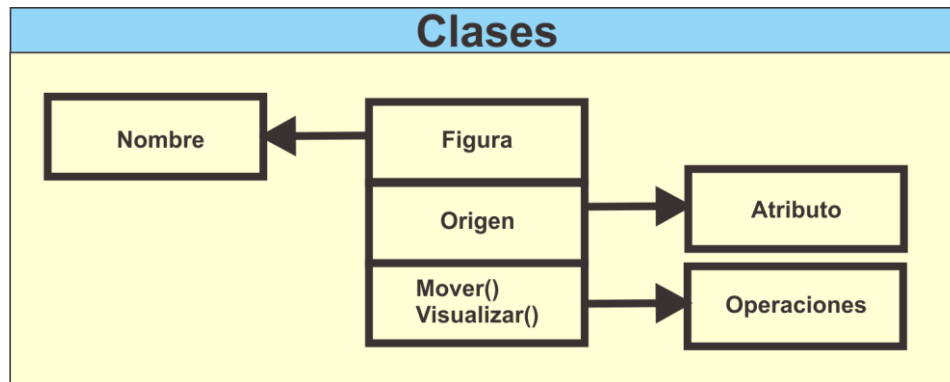 Clases
Nombre
Figura
Origen
Atributo
Mover()
Visualizar()
Operaciones